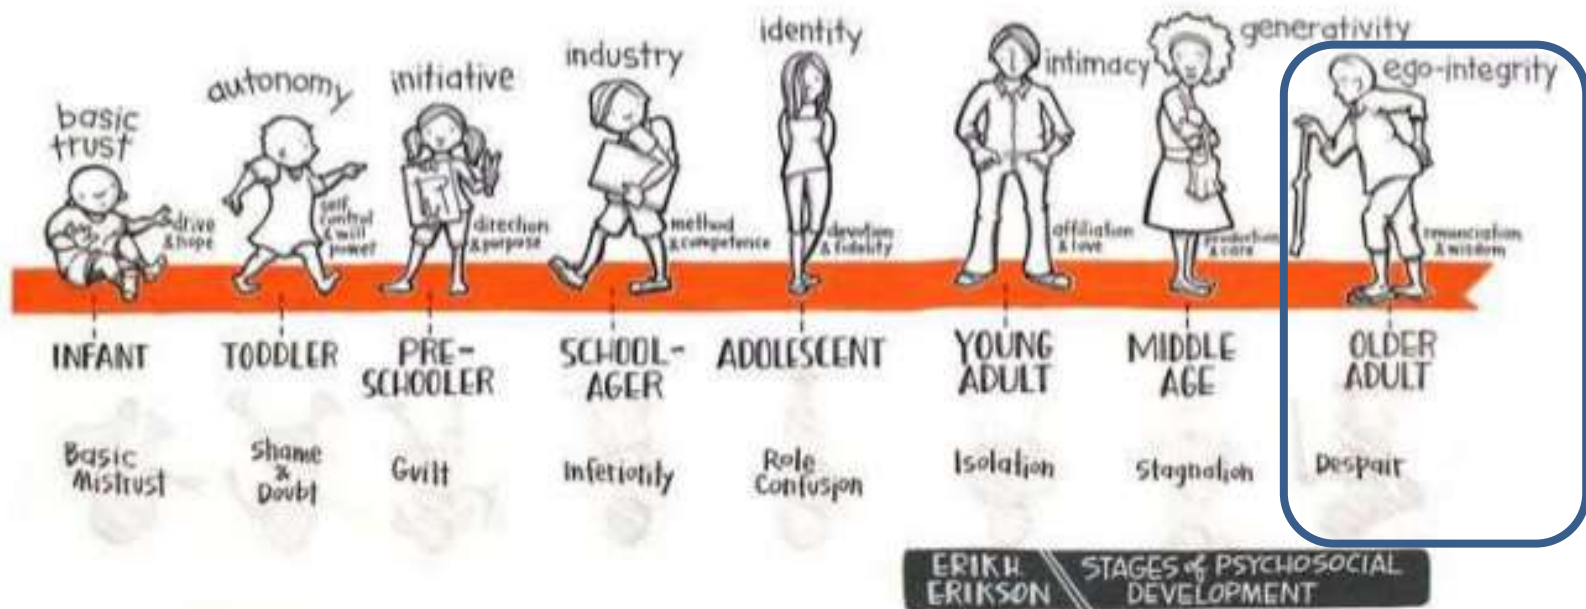 basic
trust
autonomy
initiative
industry
identity
intimacy
generativity
ego-integrity
drive
& hope
self
control
& will
power
direction
& purpose
method
& competence
devotion
& fidelity
affiliation
& love
production
& care
renunciation
& wisdom
INFANT
TODDLER
PRE-
SCHOOLER
SCHOOL-
AGER
ADOLESCENT
YOUNG
ADULT
MIDDLE
AGE
OLDER
ADULT
Basic
Mistrust
Shame
&
Doubt
Guilt
Inferiority
Role
Confusion
Isolation
Stagnation
Despair
ERIK H.
ERIKSON
STAGES of PSYCHOSOCIAL
DEVELOPMENT